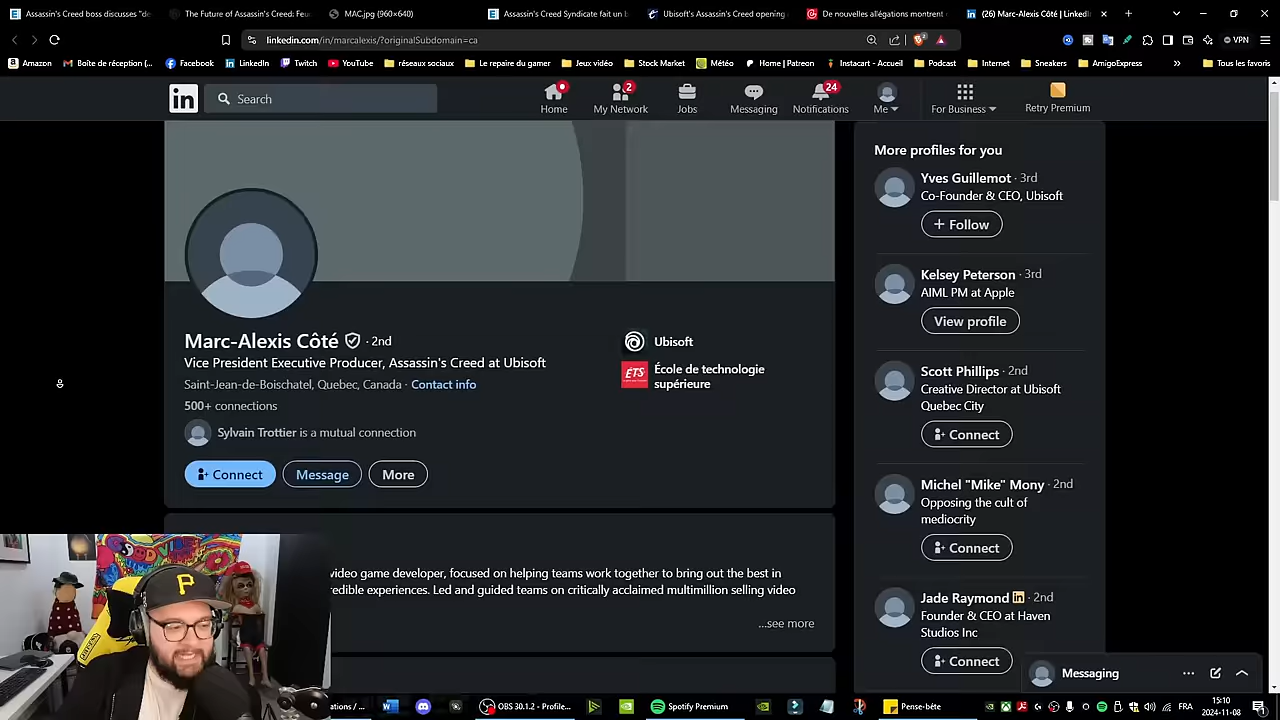 Assassin's Creed boss discusses "de
The Future of Assassin's Creed: Feu
MAC.jpg (960×640)
Assassin's Creed Syndicate fait un b
Ubisoft's Assassin's Creed opening
De nouvelles allégations montrent
(26) Marc-Alexis Côté | LinkedIn
linkedin.com/in/marcalexis/?originalSubdomain=ca
VPN
Amazon
Boîte de réception (...
Facebook
LinkedIn
Twitch
YouTube
réseaux sociaux
Le repaire du gamer
Jeux vidéo
Stock Market
Météo
Home | Patreon
Instacart - Accueil
Podcast
Internet
Sneakers
AmigoExpress
Tous les favoris
in
Search
Home
2
My Network
Jobs
Messaging
24
Notifications
Me
For Business
Retry Premium
Marc-Alexis Côté · 2nd
Vice President Executive Producer, Assassin's Creed at Ubisoft
Saint-Jean-de-Boischatel, Quebec, Canada · Contact info
500+ connections
Sylvain Trottier is a mutual connection
Connect
Message
More
Ubisoft
ÉTS
École de technologie
supérieure
video game developer, focused on helping teams work together to bring out the best in
redible experiences. Led and guided teams on critically acclaimed multimillion selling video
...see more
More profiles for you
Yves Guillemot · 3rd
Co-Founder & CEO, Ubisoft
+ Follow
Kelsey Peterson · 3rd
AIML PM at Apple
View profile
Scott Phillips · 2nd
Creative Director at Ubisoft
Quebec City
Connect
Michel "Mike" Mony · 2nd
Opposing the cult of
mediocrity
Connect
Jade Raymond in · 2nd
Founder & CEO at Haven
Studios Inc
Connect
Messaging
P
ations / ...
OBS 30.1.2 - Profile...
Spotify Premium
Pense-bête
FRA
15:10
2024-11-08